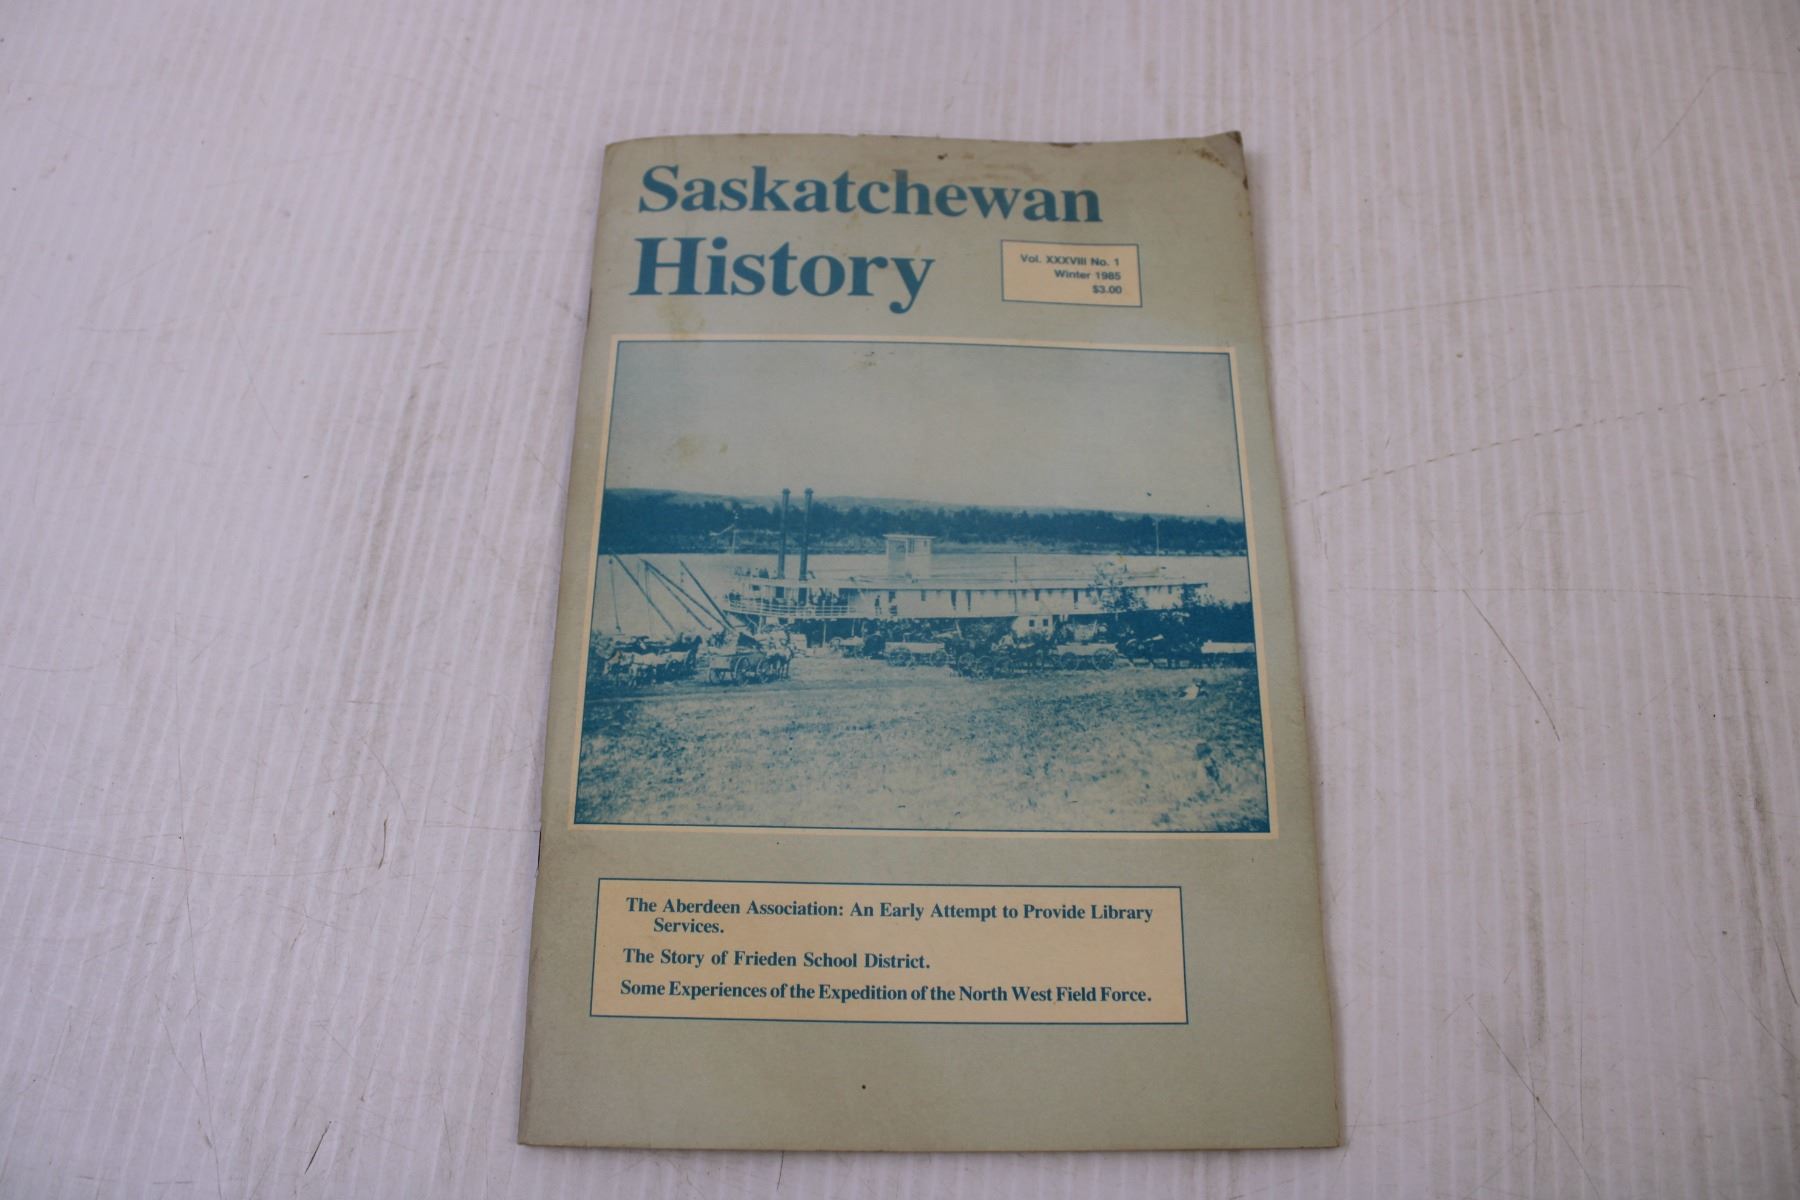 Saskatchewan
History
Vol. XXXVIII No. 1
Winter 1985
$3.00
The Aberdeen Association: An Early Attempt to Provide Library
Services.
The Story of Frieden School District.
Some Experiences of the Expedition of the North West Field Force.